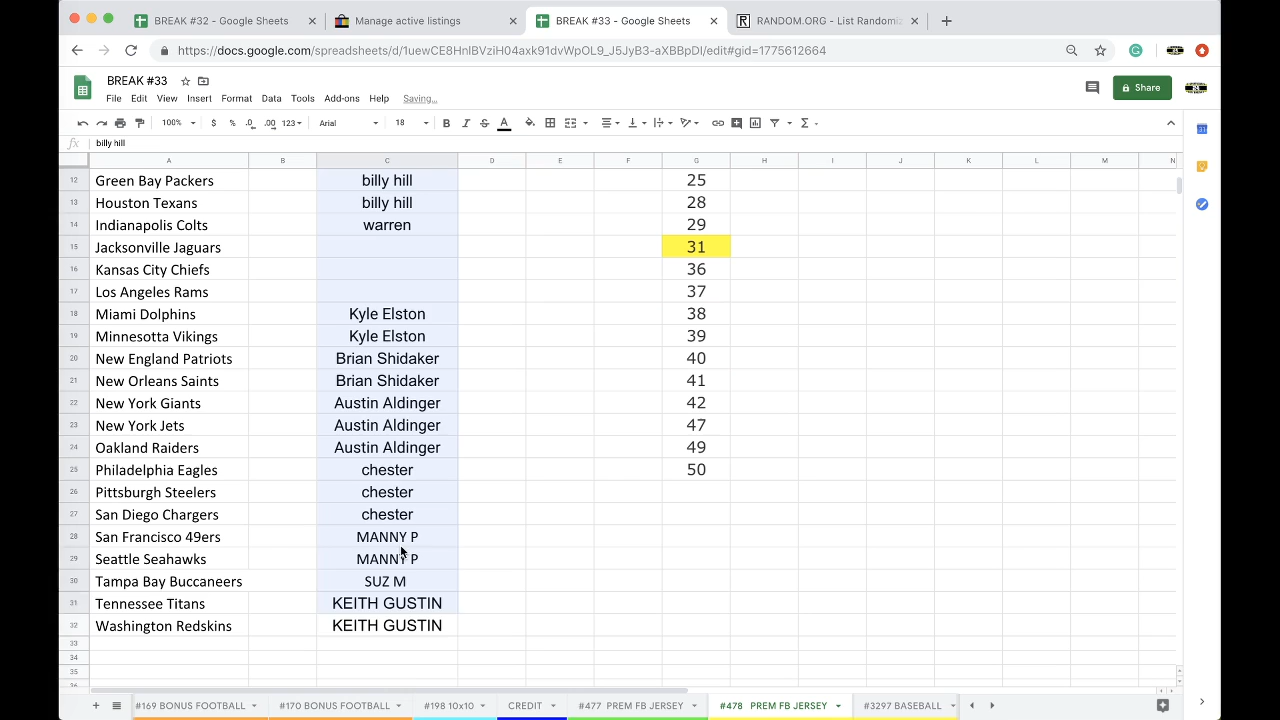 BREAK #32 - Google Sheets
Manage active listings
BREAK #33 - Google Sheets
RANDOM.ORG - List Randomiz
https://docs.google.com/spreadsheets/d/1uewCE8HnIBVziH04axk91dvWpOL9_J5JyB3-aXBBpDI/edit#gid=1775612664
BREAK #33
File Edit View Insert Format Data Tools Add-ons Help Saving...
Share
100% $ % .0 .00 123 Arial 18 B I S A
fx billy hill
A B C D E F G H I J K L M N
12 Green Bay Packers billy hill 25
13 Houston Texans billy hill 28
14 Indianapolis Colts warren 29
15 Jacksonville Jaguars 31
16 Kansas City Chiefs 36
17 Los Angeles Rams 37
18 Miami Dolphins Kyle Elston 38
19 Minnesotta Vikings Kyle Elston 39
20 New England Patriots Brian Shidaker 40
21 New Orleans Saints Brian Shidaker 41
22 New York Giants Austin Aldinger 42
23 New York Jets Austin Aldinger 47
24 Oakland Raiders Austin Aldinger 49
25 Philadelphia Eagles chester 50
26 Pittsburgh Steelers chester
27 San Diego Chargers chester
28 San Francisco 49ers MANNY P
29 Seattle Seahawks MANNY P
30 Tampa Bay Buccaneers SUZ M
31 Tennessee Titans KEITH GUSTIN
32 Washington Redskins KEITH GUSTIN
33
34
35
#169 BONUS FOOTBALL #170 BONUS FOOTBALL #198 10x10 CREDIT #477 PREM FB JERSEY #478 PREM FB JERSEY #3297 BASEBALL